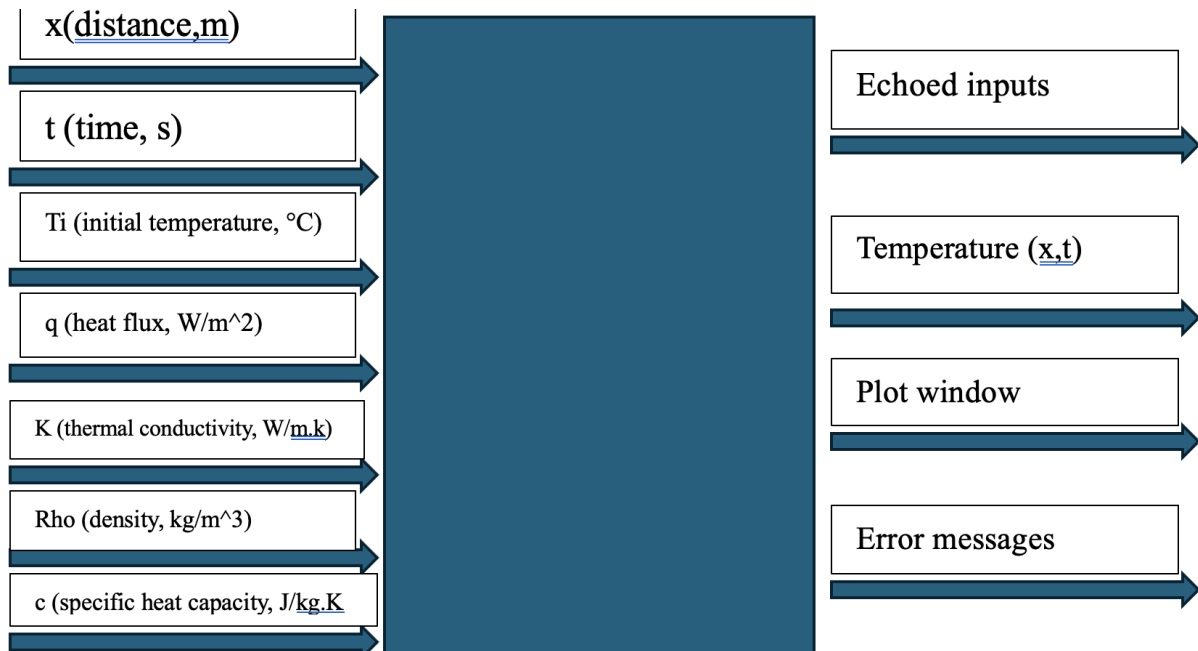 x(distance,m)
t (time, s)
Ti (initial temperature, °C)
q (heat flux, W/m^2)
K (thermal conductivity, W/m.k)
Rho (density, kg/m^3)
c (specific heat capacity, J/kg.K
Echoed inputs
Temperature (x,t)
Plot window
Error messages